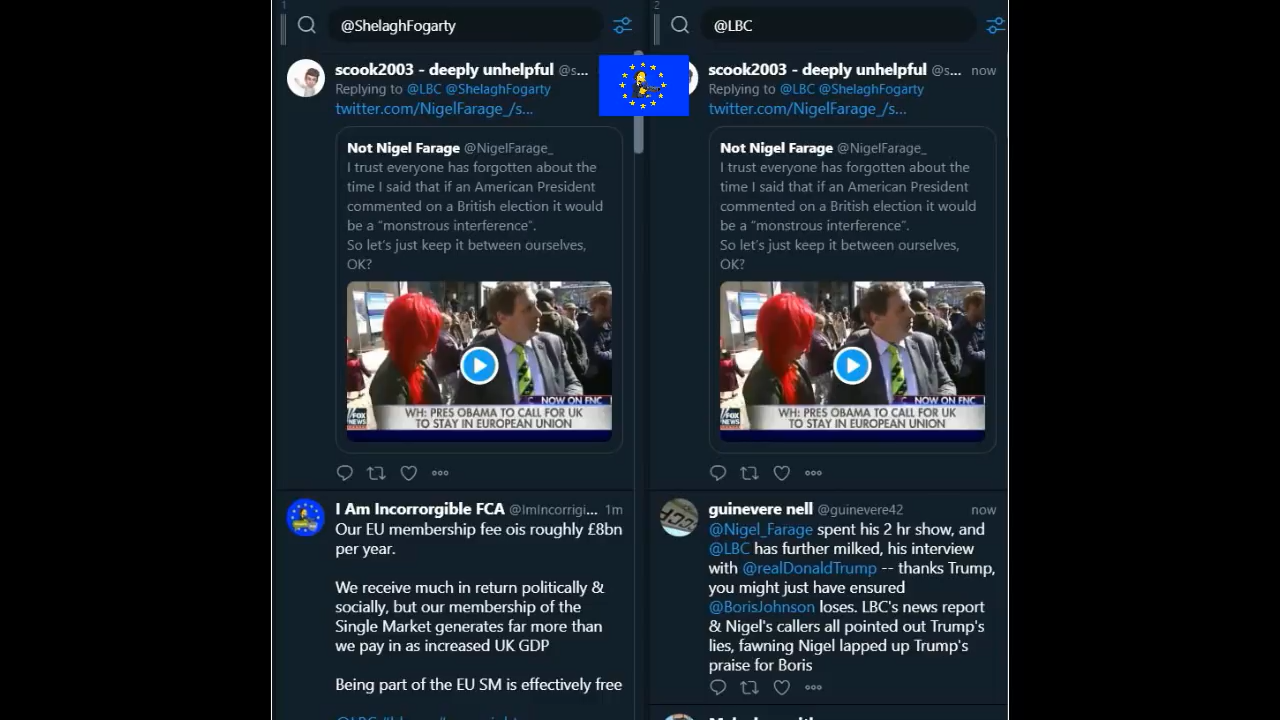 1
@ShelaghFogarty
scook2003 - deeply unhelpful @s...
Replying to @LBC @ShelaghFogarty
twitter.com/NigelFarage_/s...
Not Nigel Farage @NigelFarage_
I trust everyone has forgotten about the
time I said that if an American President
commented on a British election it would
be a “monstrous interference”.
So let's just keep it between ourselves,
OK?
NOW ON FNC
FOX
NEWS
WH: PRES OBAMA TO CALL FOR UK
TO STAY IN EUROPEAN UNION
I Am Incorrorgible FCA @ImIncorrigi... 1m
Our EU membership fee ois roughly £8bn
per year.
We receive much in return politically &
socially, but our membership of the
Single Market generates far more than
we pay in as increased UK GDP
Being part of the EU SM is effectively free
2
@LBC
scook2003 - deeply unhelpful @s... now
Replying to @LBC @ShelaghFogarty
twitter.com/NigelFarage_/s...
Not Nigel Farage @NigelFarage_
I trust everyone has forgotten about the
time I said that if an American President
commented on a British election it would
be a “monstrous interference”.
So let's just keep it between ourselves,
OK?
NOW ON FNC
FOX
NEWS
WH: PRES OBAMA TO CALL FOR UK
TO STAY IN EUROPEAN UNION
guinevere nell @guinevere42 now
@Nigel_Farage spent his 2 hr show, and
@LBC has further milked, his interview
with @realDonaldTrump -- thanks Trump,
you might just have ensured
@BorisJohnson loses. LBC's news report
& Nigel's callers all pointed out Trump's
lies, fawning Nigel lapped up Trump's
praise for Boris